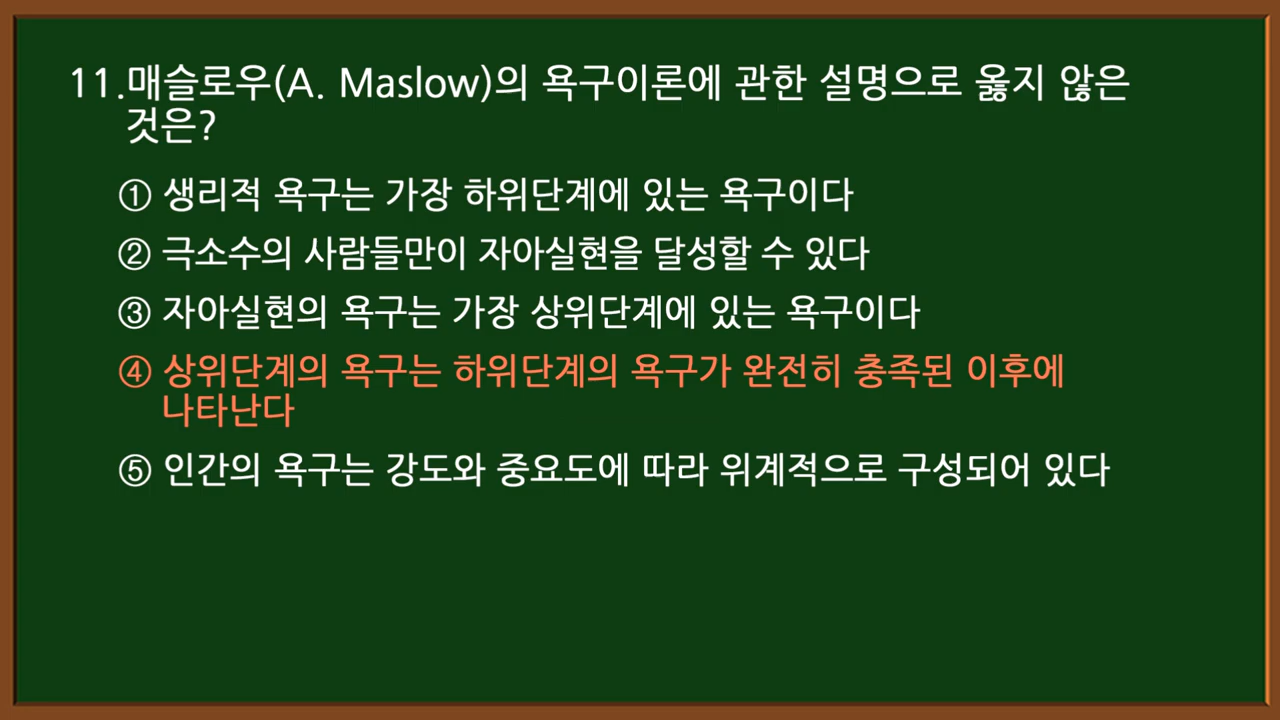 11.매슬로우(A. Maslow)의 욕구이론에 관한 설명으로 옳지 않은
것은?
① 생리적 욕구는 가장 하위단계에 있는 욕구이다
② 극소수의 사람들만이 자아실현을 달성할 수 있다
③ 자아실현의 욕구는 가장 상위단계에 있는 욕구이다
④ 상위단계의 욕구는 하위단계의 욕구가 완전히 충족된 이후에
나타난다
⑤ 인간의 욕구는 강도와 중요도에 따라 위계적으로 구성되어 있다